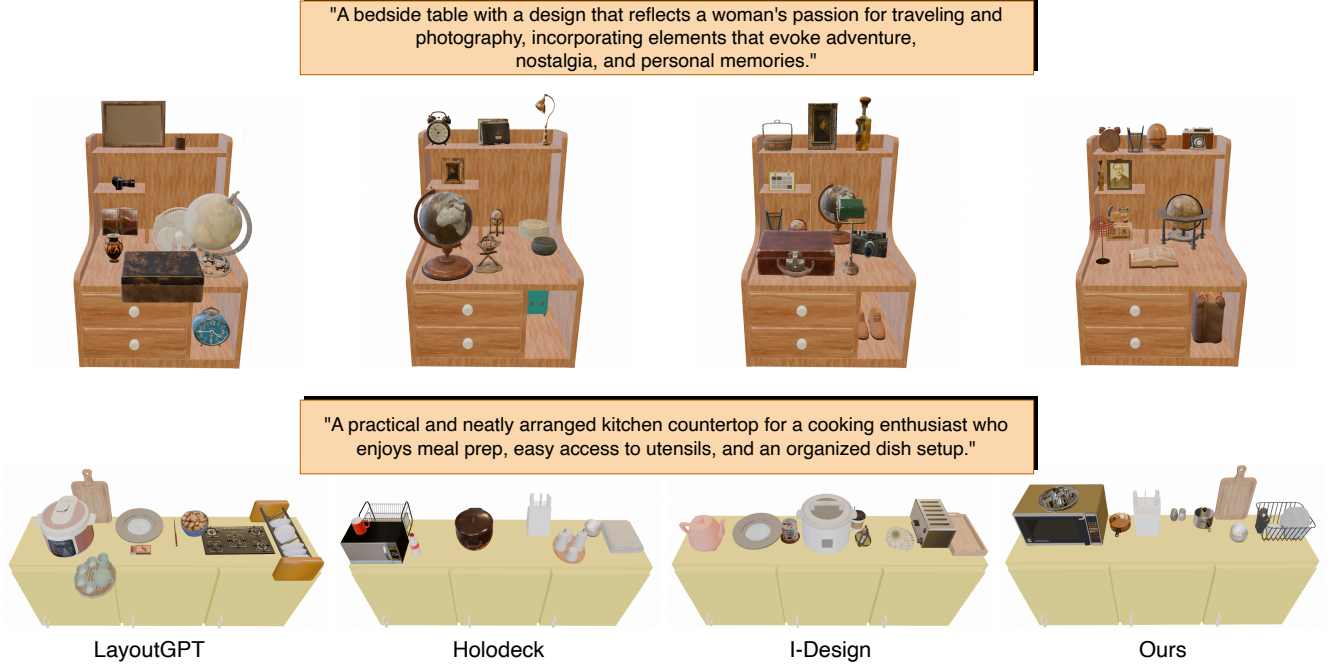 "A bedside table with a design that reflects a woman's passion for traveling and
photography, incorporating elements that evoke adventure,
nostalgia, and personal memories."
"A practical and neatly arranged kitchen countertop for a cooking enthusiast who
enjoys meal prep, easy access to utensils, and an organized dish setup."
LayoutGPT
Holodeck
I-Design
Ours